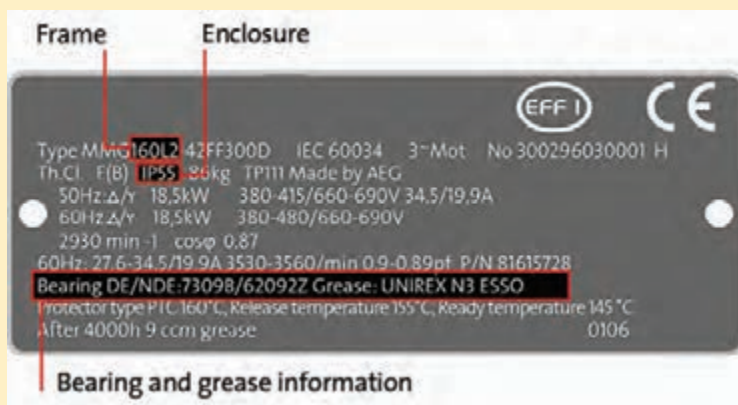 Frame Enclosure
EFF 1 CE
Type MMG160L2 42FF300D IEC 60034 3~Mot No 300296030001 H
Th.Cl. F(B) IP55 kg TP111 Made by AEG
50Hz:Δ/Y 18,5kW 380-415/660-690V 34.5/19.9A
60Hz:Δ/Y 18,5kW 380-480/660-690V
2930 min -1 cosφ 0.87
60Hz: 27.6-34.5/19.9A 3530-3560/min 0.9-0.89pf P/N 81615728
Bearing DE/NDE:7309B/62092Z Grease: UNIREX N3 ESSO
Protector type PTC 160°C, Release temperature 155°C, Ready temperature 145 °C
After 4000h 9 ccm grease 0106
Bearing and grease information